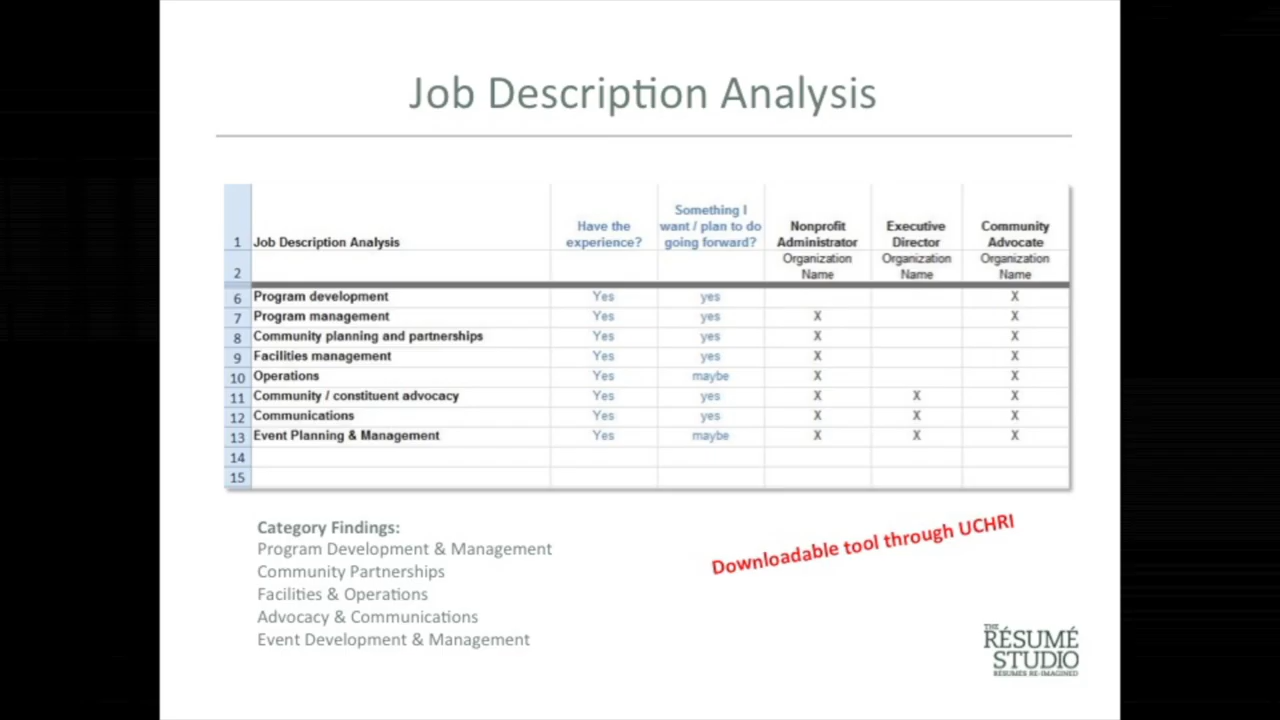 Job Description Analysis
1 Job Description Analysis Have the experience? Something I want / plan to do going forward? Nonprofit Administrator Executive Director Community Advocate
2 Organization Name Organization Name Organization Name
6 Program development Yes yes X
7 Program management Yes yes X X
8 Community planning and partnerships Yes yes X X
9 Facilities management Yes yes X X
10 Operations Yes maybe X X
11 Community / constituent advocacy Yes yes X X X
12 Communications Yes yes X X X
13 Event Planning & Management Yes maybe X X X
14
15
Category Findings:
Program Development & Management
Community Partnerships
Facilities & Operations
Advocacy & Communications
Event Development & Management
Downloadable tool through UCHRI
THE
RÉSUMÉ
STUDIO
RÉSUMÉS RE-IMAGINED